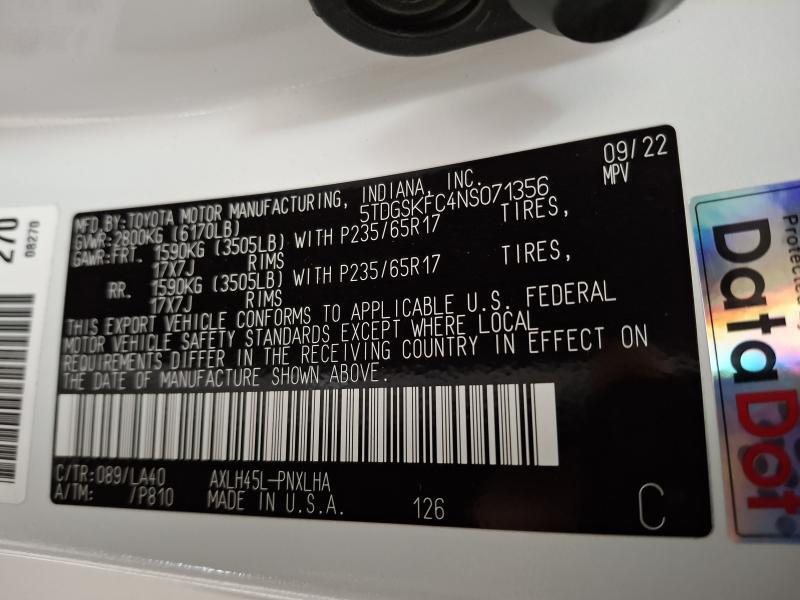 270
08270
09/22
MFD.BY:TOYOTA MOTOR MANUFACTURING, INDIANA, INC. MPV
GVWR:2800KG (6170LB) 5TDGSKFC4NS071356
GAWR:FRT. 1590KG (3505LB) WITH P235/65R17 TIRES,
17X7J RIMS
RR. 1590KG (3505LB) WITH P235/65R17 TIRES,
17X7J RIMS
THIS EXPORT VEHICLE CONFORMS TO APPLICABLE U.S. FEDERAL
MOTOR VEHICLE SAFETY STANDARDS EXCEPT WHERE LOCAL
REQUIREMENTS DIFFER IN THE RECEIVING COUNTRY IN EFFECT ON
THE DATE OF MANUFACTURE SHOWN ABOVE.
C/TR:089/LA40 AXLH45L-PNXLHA
A/TM: /P810 MADE IN U.S.A. 126 C
DataDot